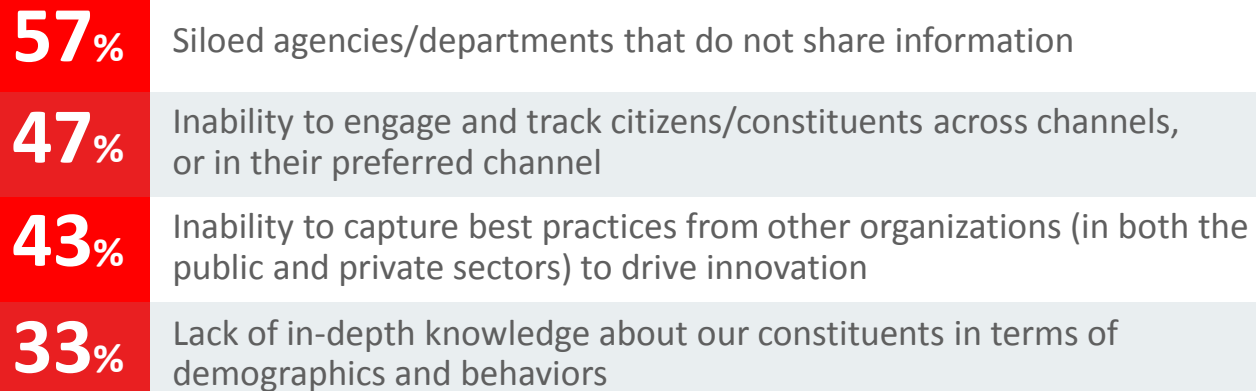 57% Siloed agencies/departments that do not share information
47% Inability to engage and track citizens/constituents across channels,
or in their preferred channel
43% Inability to capture best practices from other organizations (in both the
public and private sectors) to drive innovation
33% Lack of in-depth knowledge about our constituents in terms of
demographics and behaviors